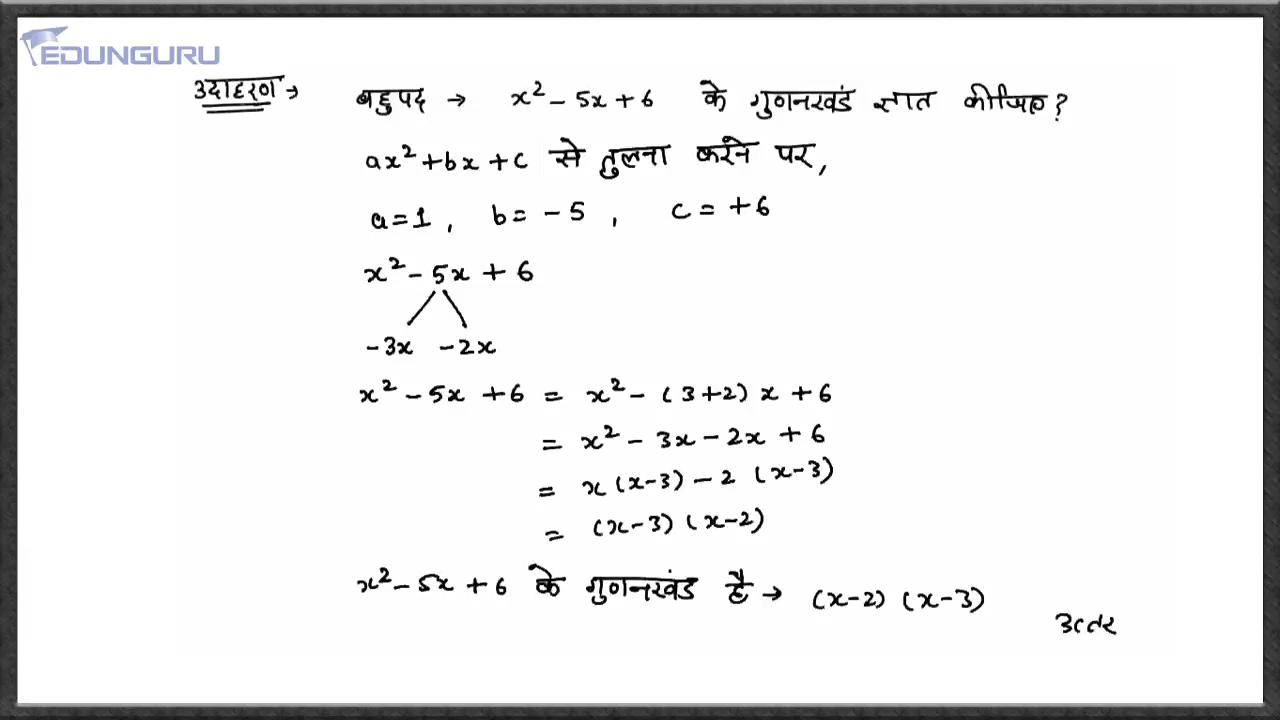 EDUNGURU
उदाहरण → बहुपद → x² - 5x + 6 के गुणनखंड ज्ञात कीजिए ?
ax² + bx + c से तुलना करने पर,
a = 1 , b = - 5 , c = + 6
x² - 5x + 6
- 3x - 2x
x² - 5x + 6 = x² - (3+2) x + 6
= x² - 3x - 2x + 6
= x (x-3) - 2 (x-3)
= (x-3) (x-2)
x² - 5x + 6 के गुणनखंड है → (x-2) (x-3)
उत्तर